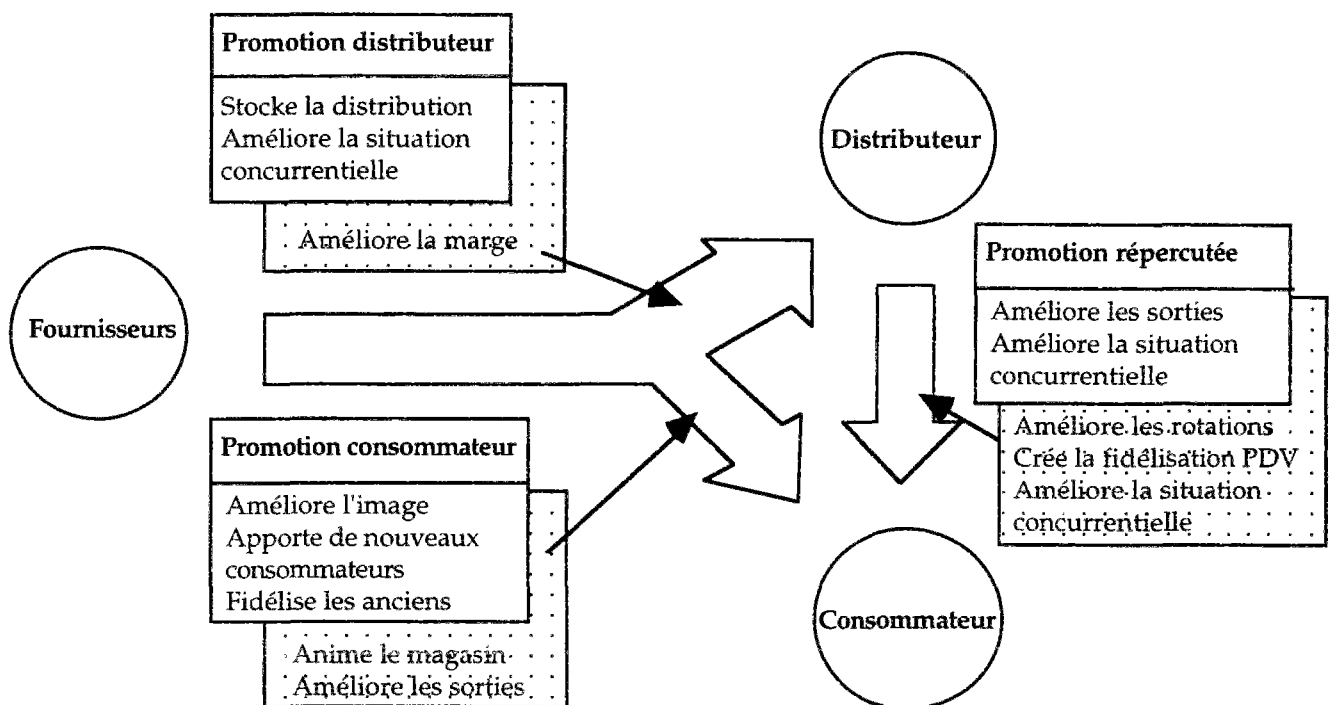 Promotion distributeur
Stocke la distribution
Améliore la situation
concurrentielle
Améliore la marge
Distributeur
Fournisseurs
Promotion répercutée
Améliore les sorties
Améliore la situation
concurrentielle
Améliore les rotations
Crée la fidélisation PDV
Améliore la situation
concurrentielle
Promotion consommateur
Améliore l'image
Apporte de nouveaux
consommateurs
Fidélise les anciens
Anime le magasin
Améliore les sorties
Consommateur